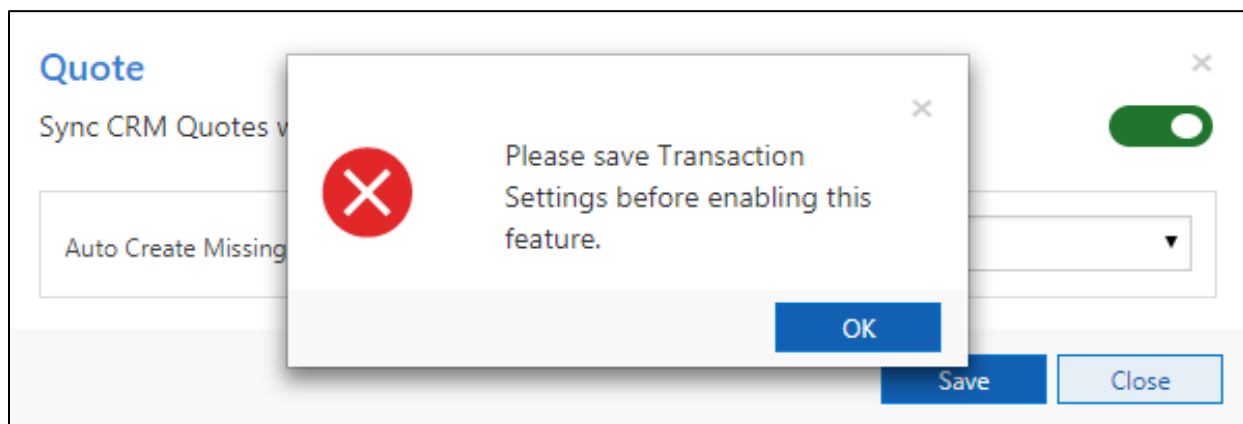 Quote
Sync CRM Quotes
Please save Transaction
Settings before enabling this
feature.
Auto Create Missing
OK
Save
Close